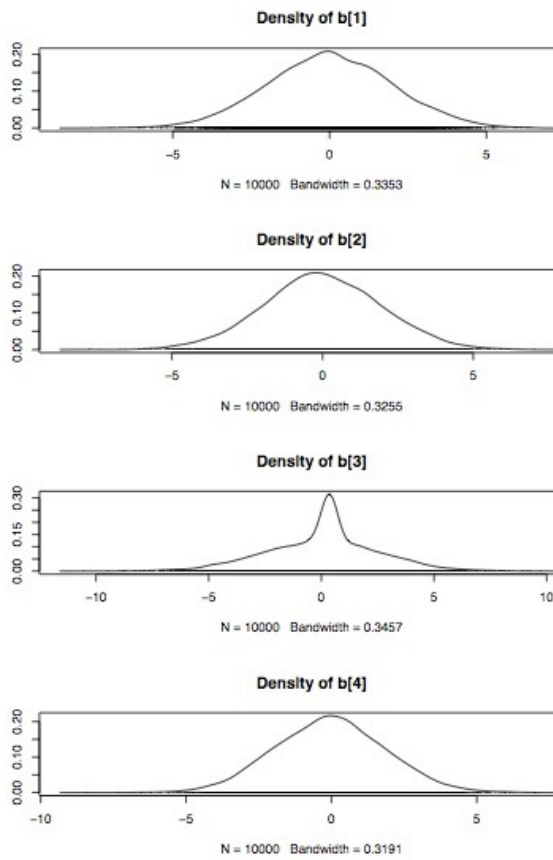 Density of b[1]
0.00 0.10 0.20
−5 0 5
N = 10000 Bandwidth = 0.3353
Density of b[2]
0.00 0.10 0.20
−5 0 5
N = 10000 Bandwidth = 0.3255
Density of b[3]
0.00 0.15 0.30
−10 −5 0 5 10
N = 10000 Bandwidth = 0.3457
Density of b[4]
0.00 0.10 0.20
−10 −5 0 5
N = 10000 Bandwidth = 0.3191